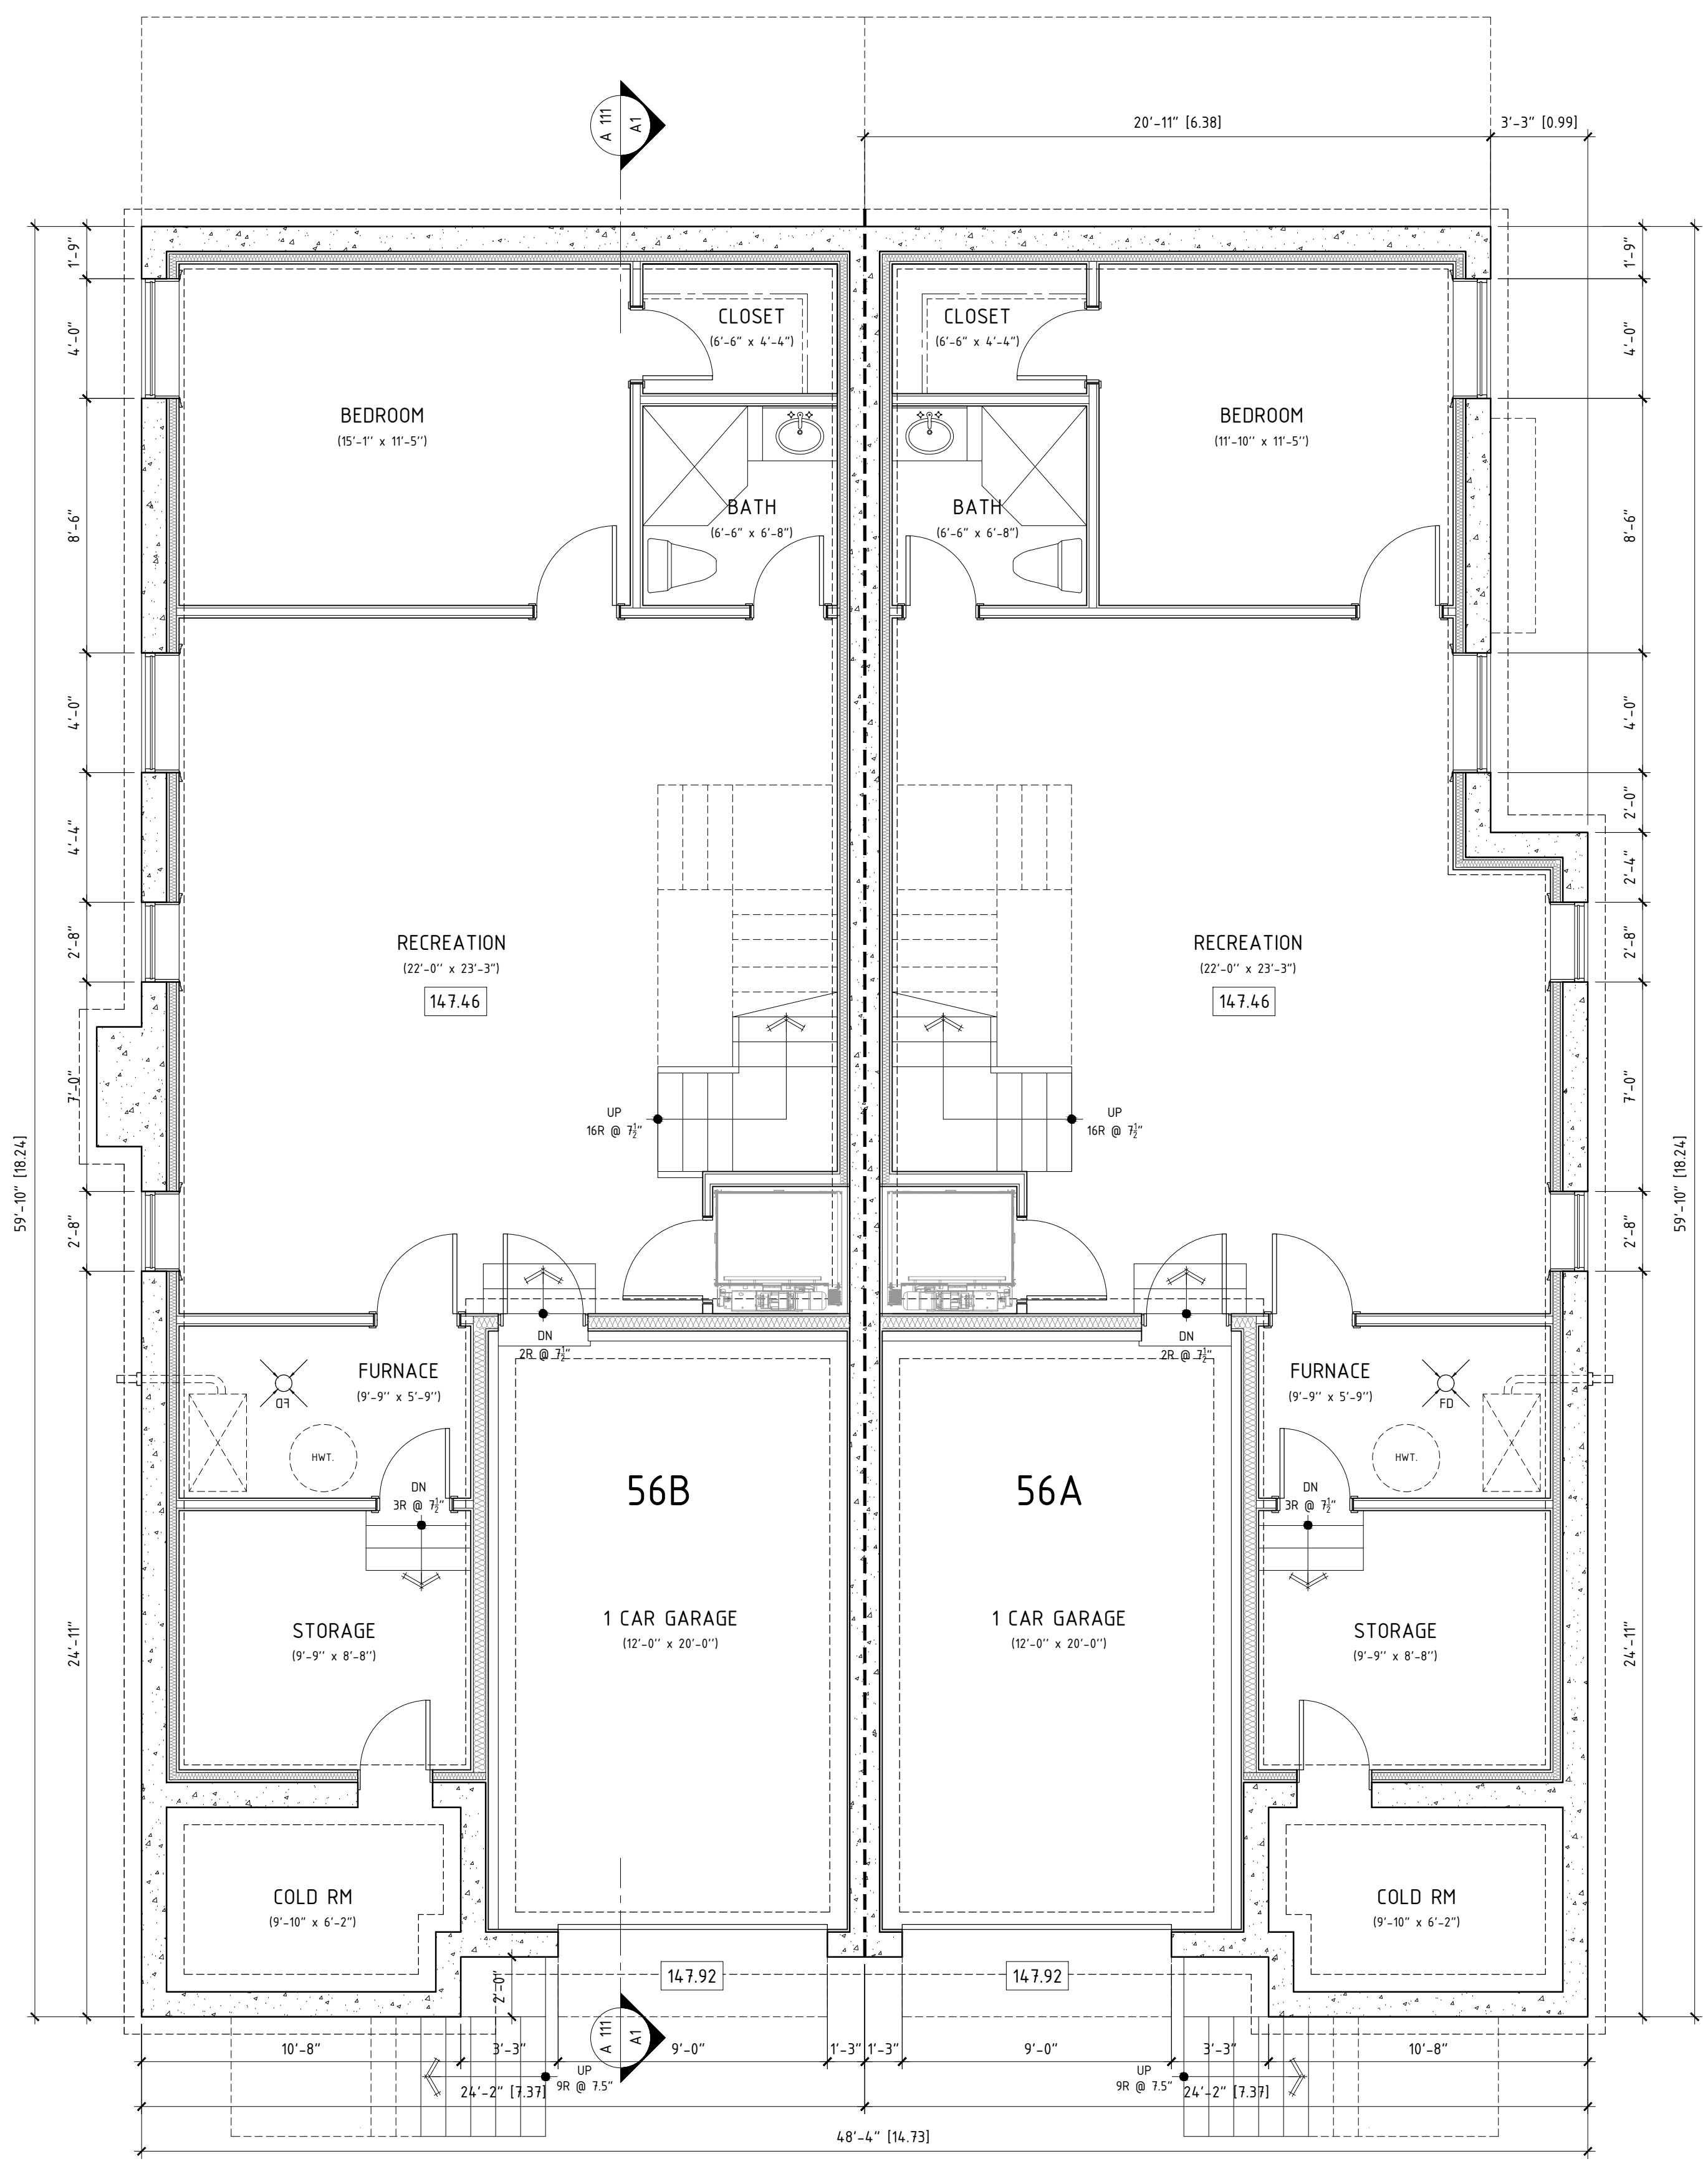 A 111
A1
20'-11" [6.38]
3'-3" [0.99]
1'-9"
1'-9"
CLOSET
(6'-6" x 4'-4")
CLOSET
(6'-6" x 4'-4")
4'-0"
4'-0"
BEDROOM
(15'-1'' x 11'-5'')
BEDROOM
(11'-10'' x 11'-5'')
BATH
(6'-6" x 6'-8")
BATH
(6'-6" x 6'-8")
8'-6"
8'-6"
4'-0"
4'-0"
4'-4"
2'-0"
2'-4"
2'-8"
2'-8"
RECREATION
(22'-0'' x 23'-3")
147.46
RECREATION
(22'-0'' x 23'-3")
147.46
7'-0"
7'-0"
UP
16R @ 7½"
UP
16R @ 7½"
59'-10" [18.24]
59'-10" [18.24]
2'-8"
2'-8"
DN
2R @ 7½"
DN
2R @ 7½"
FURNACE
(9'-9'' x 5'-9'')
FURNACE
(9'-9'' x 5'-9'')
FD
FD
HWT.
HWT.
DN
3R @ 7½"
DN
3R @ 7½"
56B
56A
1 CAR GARAGE
(12'-0'' x 20'-0'')
1 CAR GARAGE
(12'-0'' x 20'-0'')
STORAGE
(9'-9'' x 8'-8'')
STORAGE
(9'-9'' x 8'-8'')
24'-11"
24'-11"
COLD RM
(9'-10" x 6'-2")
COLD RM
(9'-10" x 6'-2")
147.92
147.92
2'-0"
A 111
A1
10'-8"
3'-3"
9'-0"
1'-3"
1'-3"
9'-0"
3'-3"
10'-8"
UP
9R @ 7.5"
UP
9R @ 7.5"
24'-2" [7.37]
24'-2" [7.37]
48'-4" [14.73]